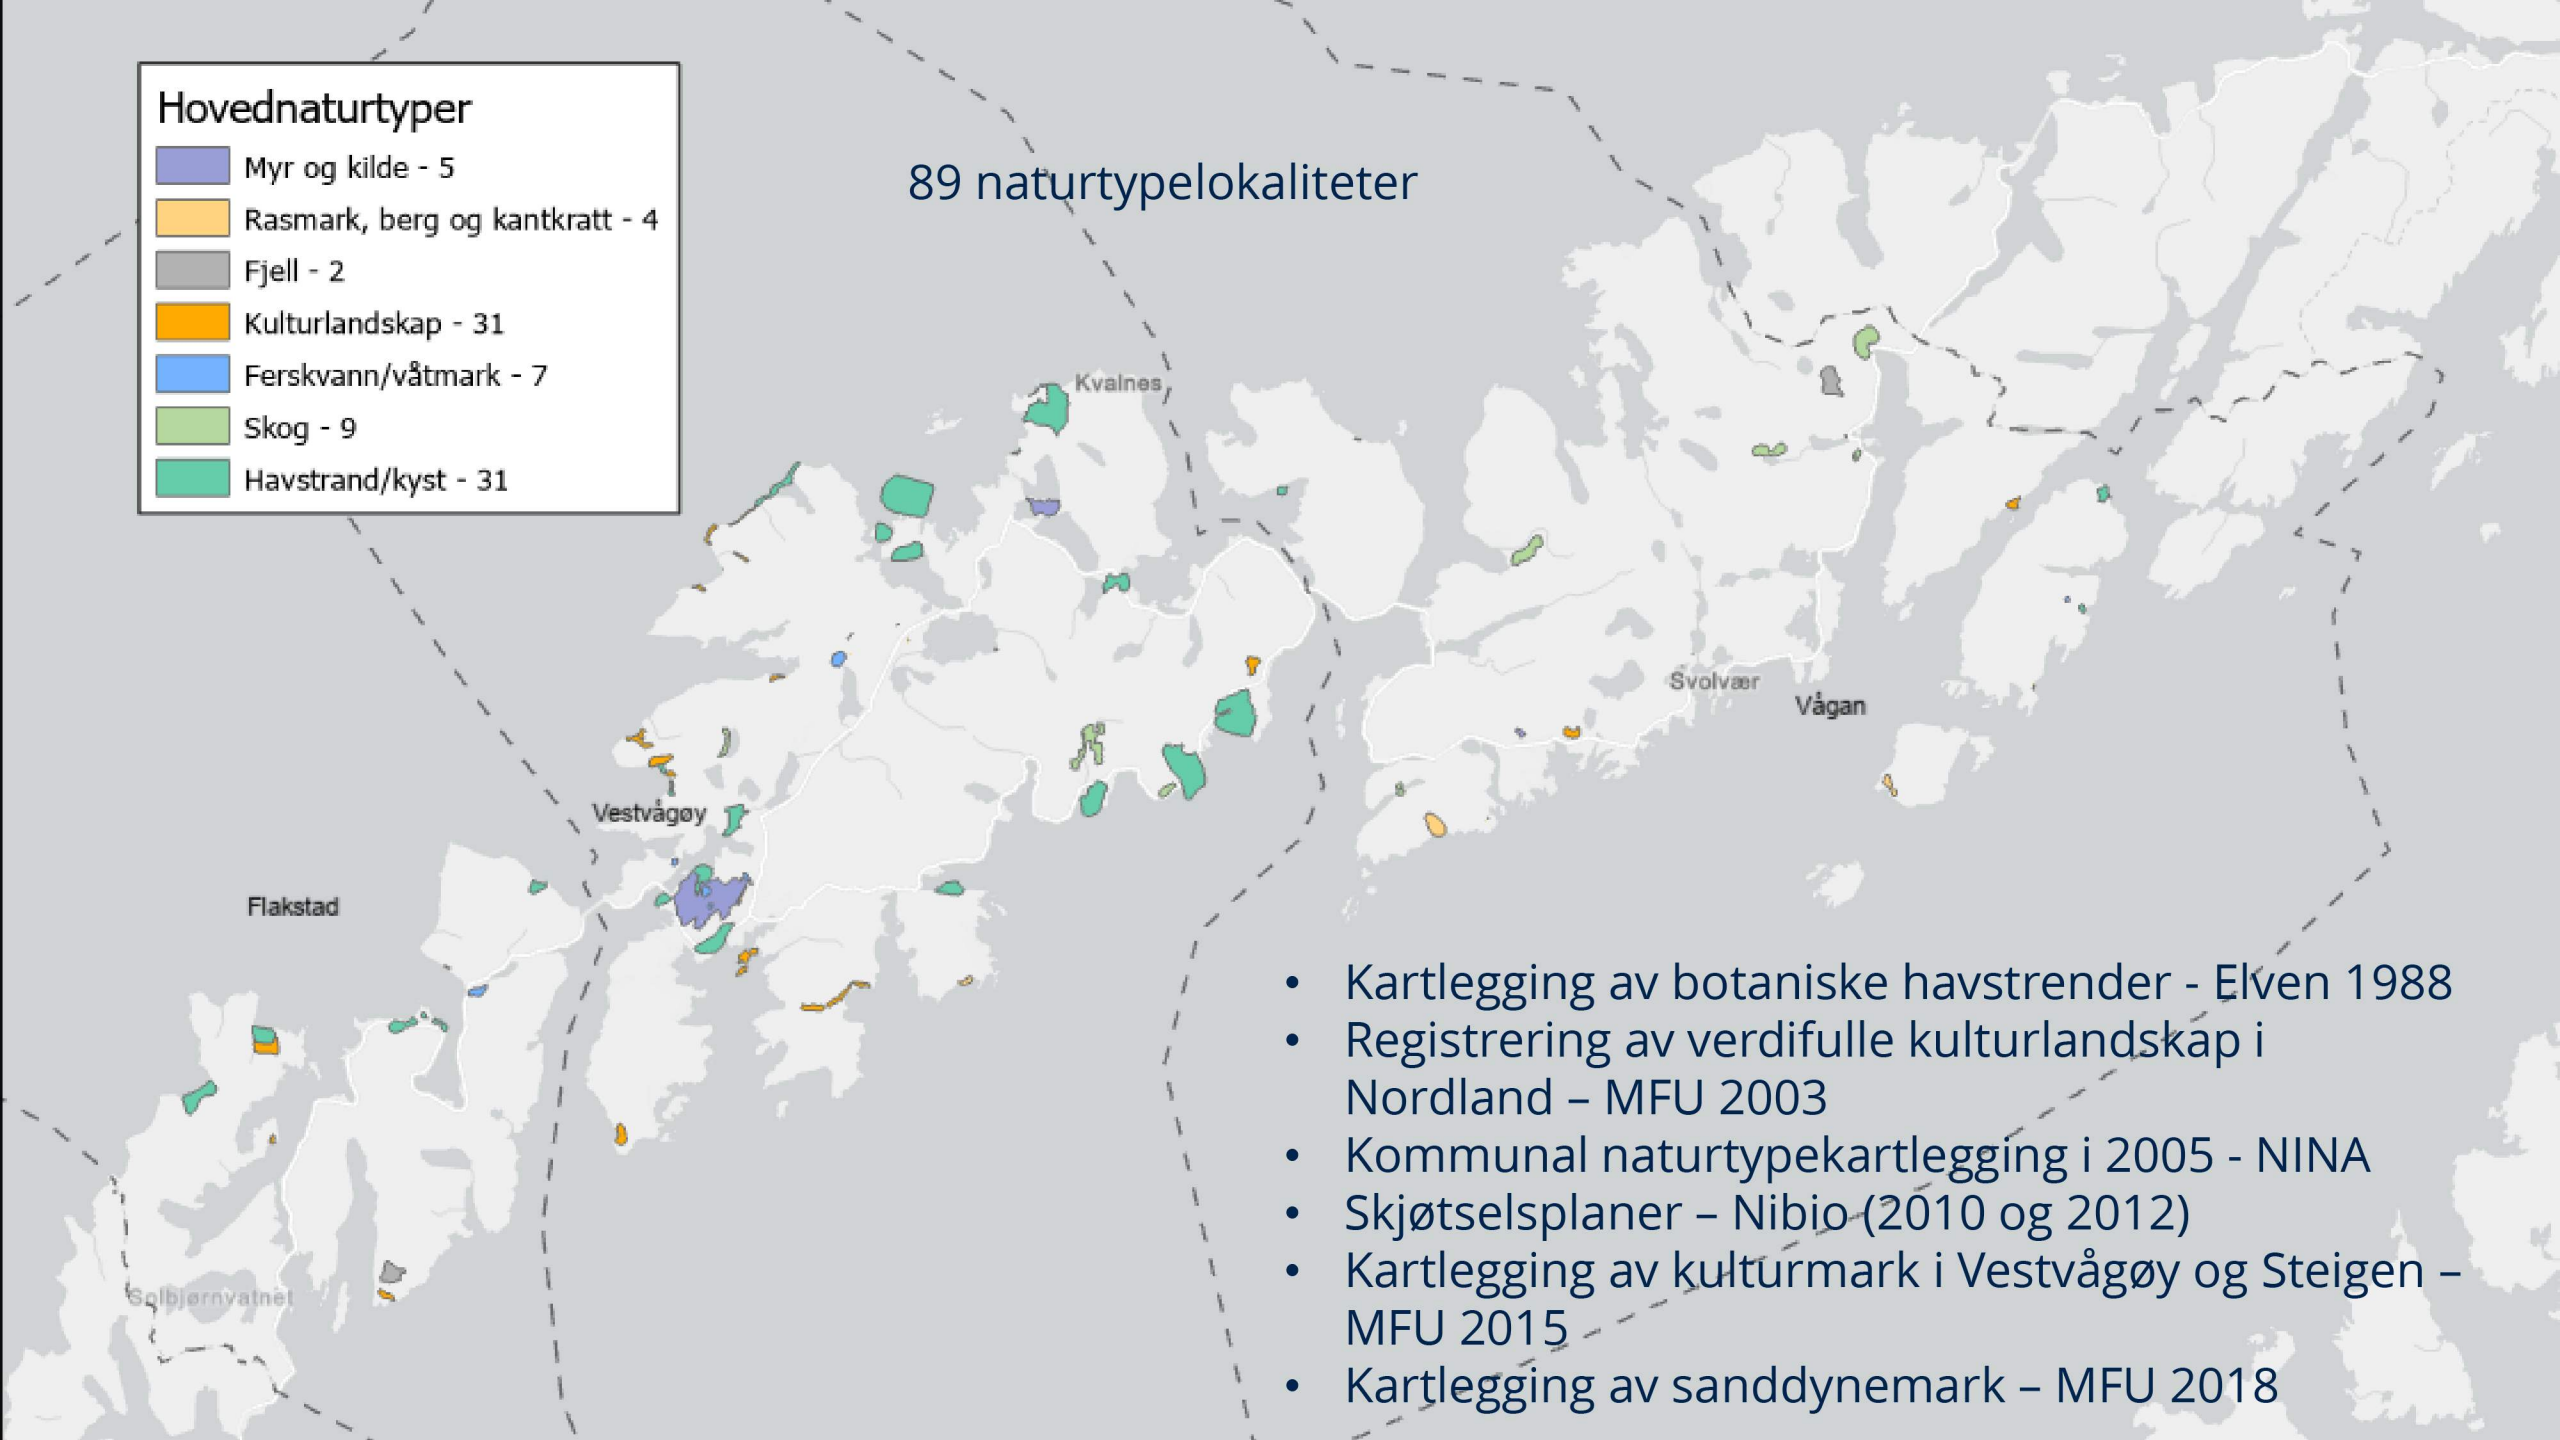 Hovednaturtyper
Myr og kilde - 5
Rasmark, berg og kantkratt - 4
Fjell - 2
Kulturlandskap - 31
Ferskvann/våtmark - 7
Skog - 9
Havstrand/kyst - 31
89 naturtypelokaliteter
Kvalnes
Svolvær
Vågan
Vestvågøy
Flakstad
Solbjørnvatnet
• Kartlegging av botaniske havstrender - Elven 1988
• Registrering av verdifulle kulturlandskap i
Nordland – MFU 2003
• Kommunal naturtypekartlegging i 2005 - NINA
• Skjøtselsplaner – Nibio (2010 og 2012)
• Kartlegging av kulturmark i Vestvågøy og Steigen –
MFU 2015
• Kartlegging av sanddynemark – MFU 2018